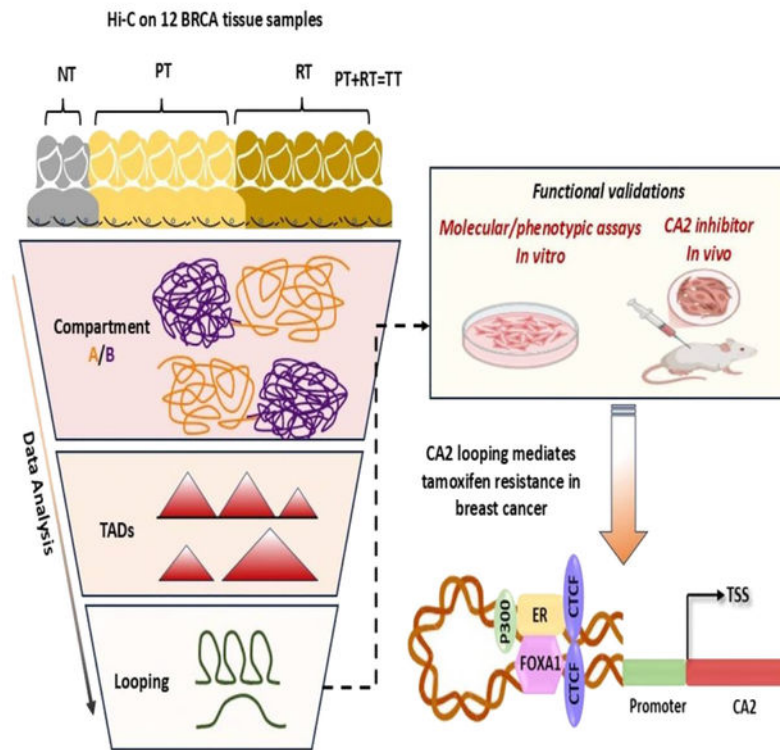 Hi-C on 12 BRCA tissue samples
NT
PT
RT
PT+RT=TT
Compartment
A/B
TADs
Looping
Data Analysis
Functional validations
Molecular/phenotypic assays
In vitro
CA2 inhibitor
In vivo
CA2 looping mediates
tamoxifen resistance in
breast cancer
P300
ER
CTCF
FOXA1
CTCF
TSS
Promoter
CA2